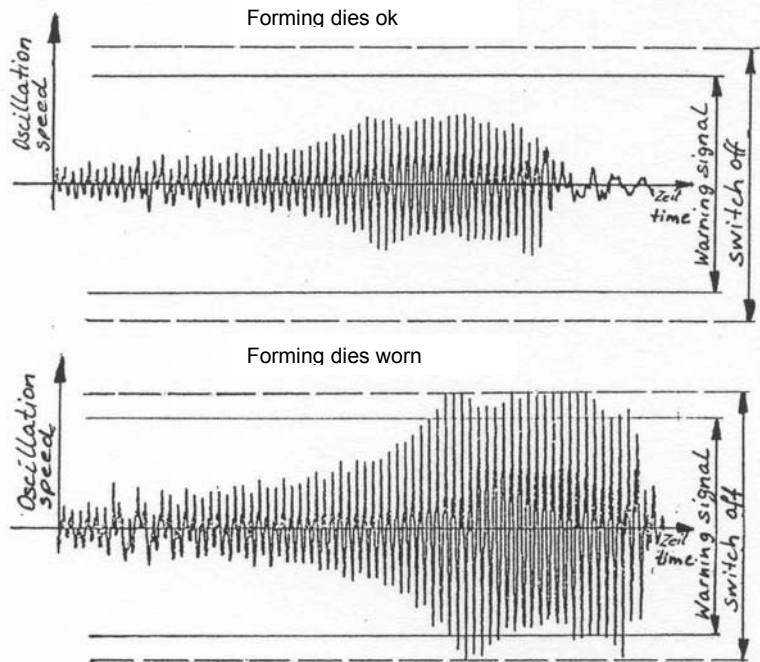 Forming dies ok
Oscillation
speed
Zeit
time
Warning signal
switch off
Forming dies worn
Oscillation
speed
Zeit
time
Warning signal
switch off